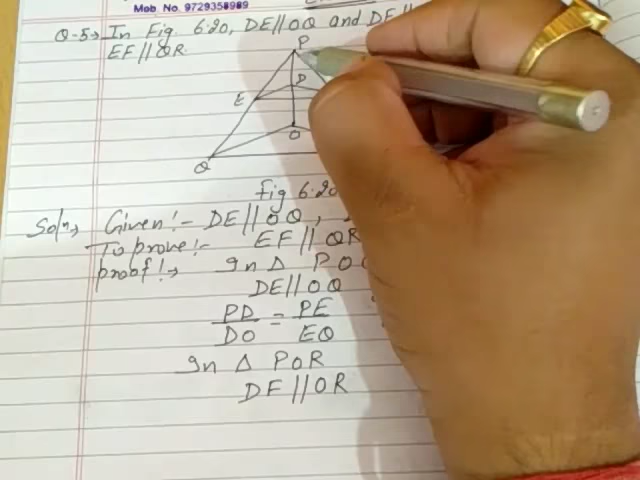 Mob. No. 9729358989
Q-5→ In Fig. 6.20, DE||OQ and DF||
EF||QR.
P
D
E
O
Q
fig 6.20
Soln→ Given:- DE||OQ,
To prove:- EF||QR
proof:→ In Δ POQ
DE||OQ
PD/DO = PE/EQ
In Δ POR
DF||OR